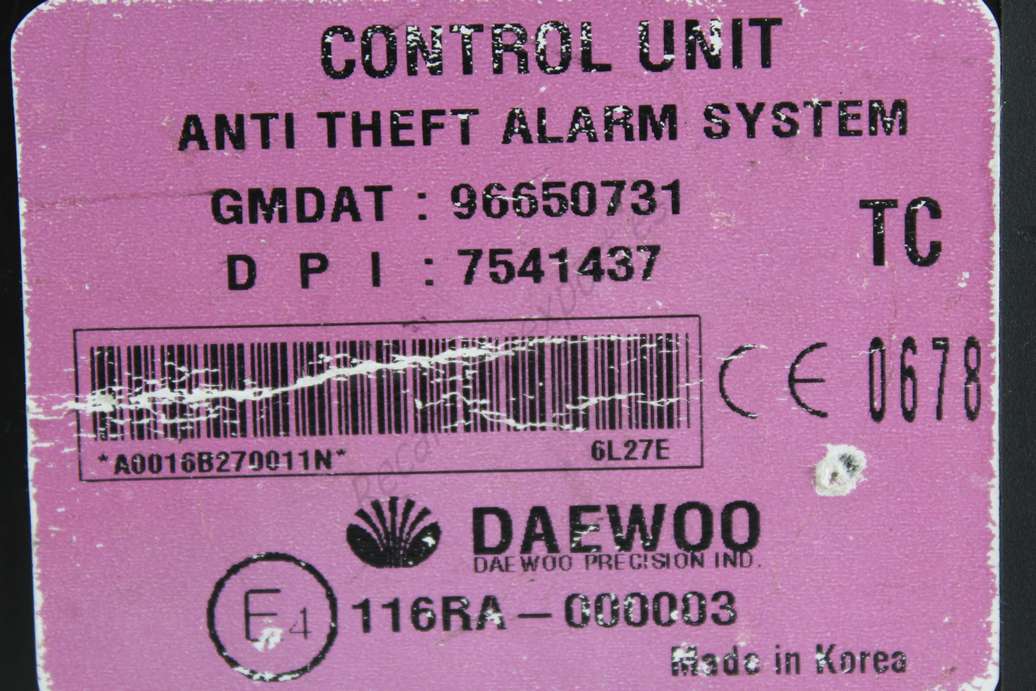 CONTROL UNIT
ANTI THEFT ALARM SYSTEM
GMDAT : 96650731
D P I : 7541437
TC
CE 0678
*A0016B270011N*
6L27E
DAEWOO
DAEWOO PRECISION IND.
E4 116RA-000003
Made in Korea